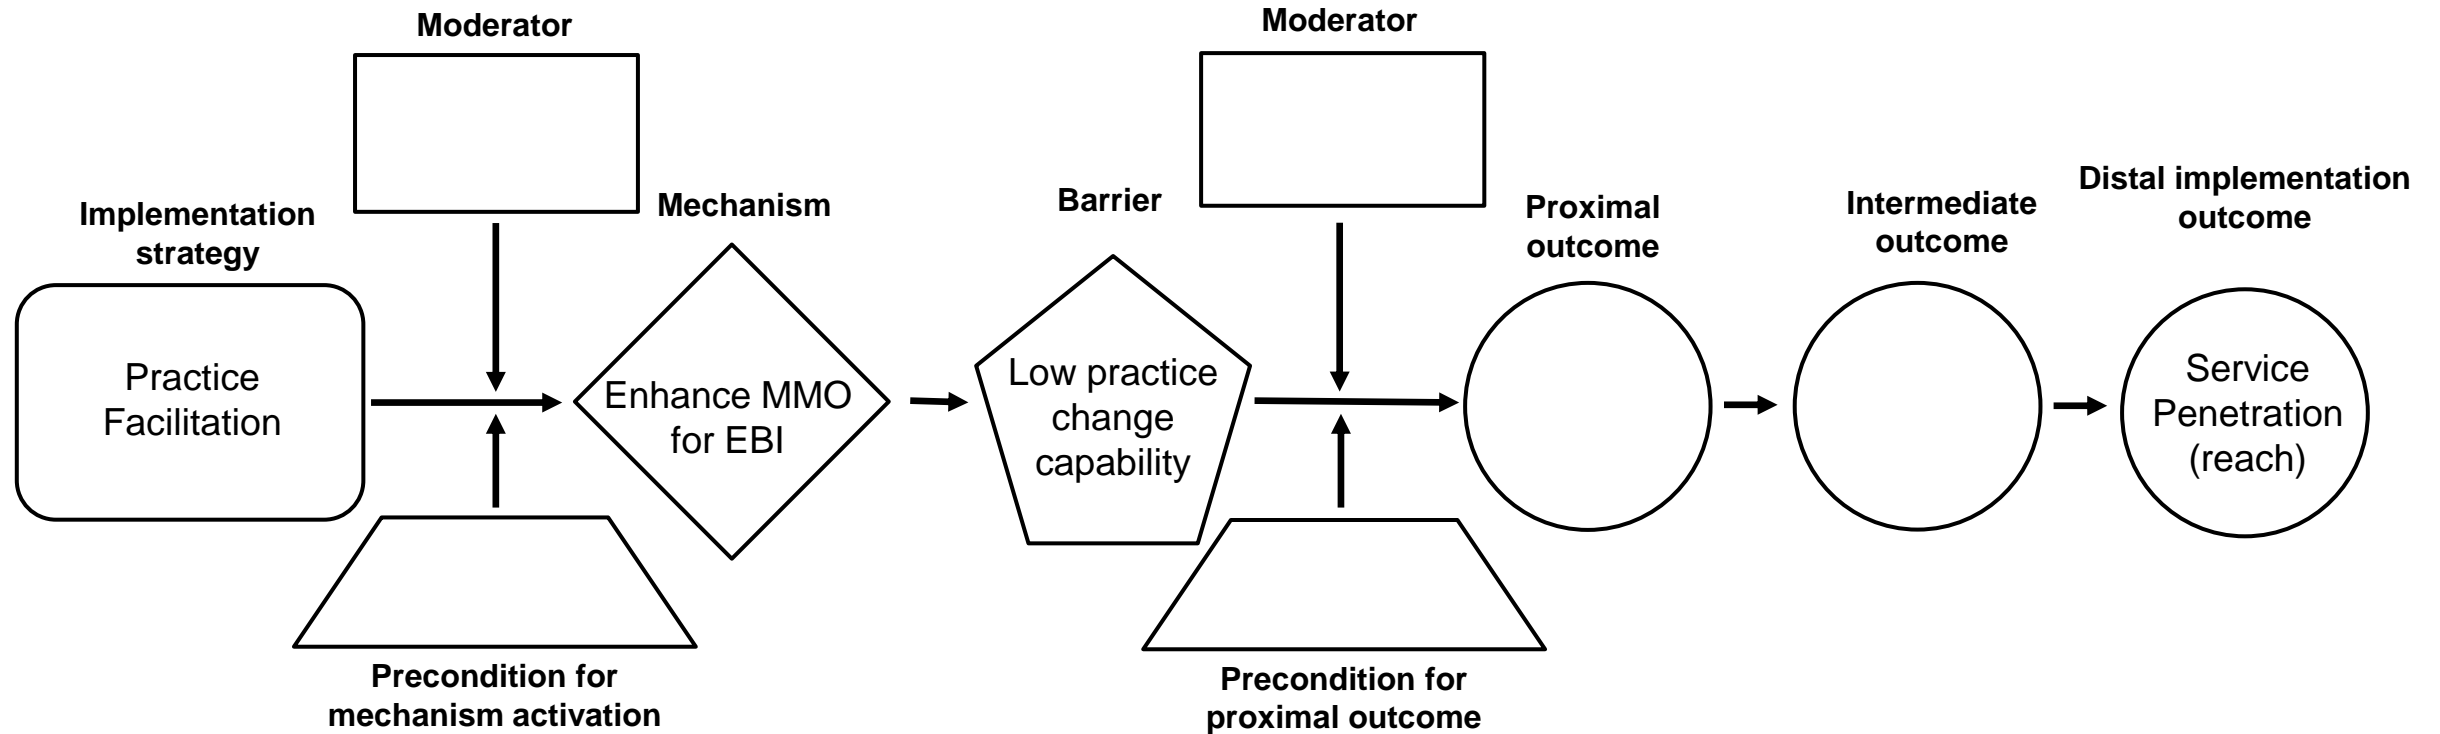 Moderator
Moderator
Implementation
strategy
Mechanism
Barrier
Proximal
outcome
Intermediate
outcome
Distal implementation
outcome
Practice
Facilitation
Enhance MMO
for EBI
Low practice
change
capability
Service
Penetration
(reach)
Precondition for
mechanism activation
Precondition for
proximal outcome